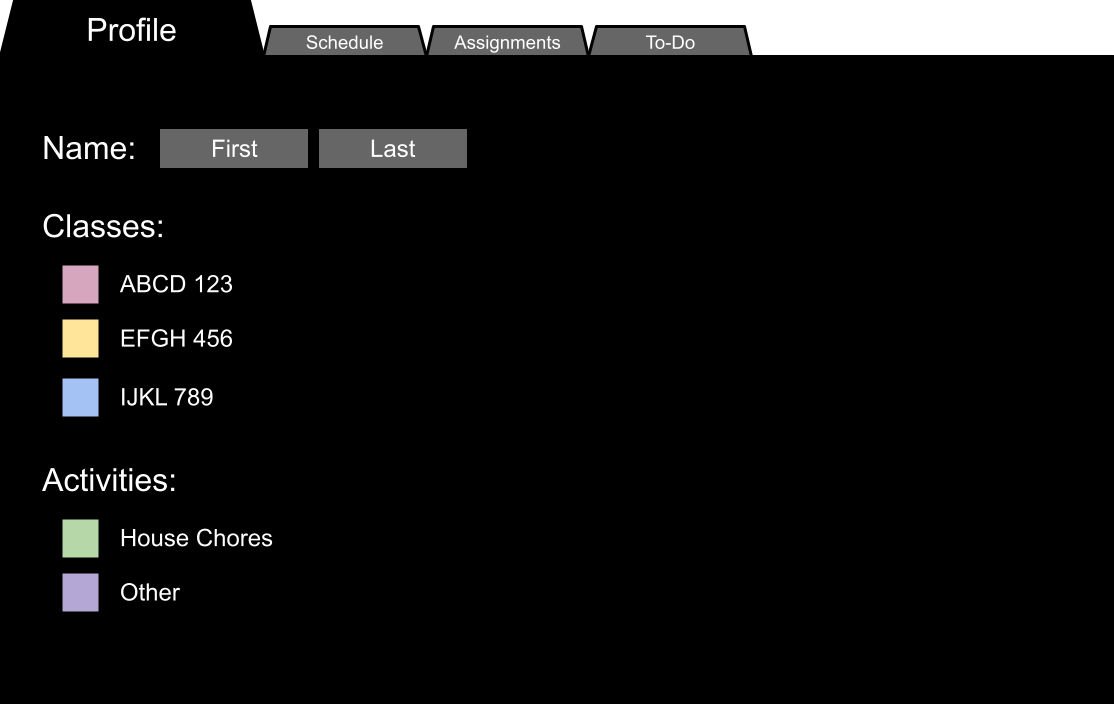 Profile
Schedule
Assignments
To-Do
Name: First Last
Classes:
ABCD 123
EFGH 456
IJKL 789
Activities:
House Chores
Other